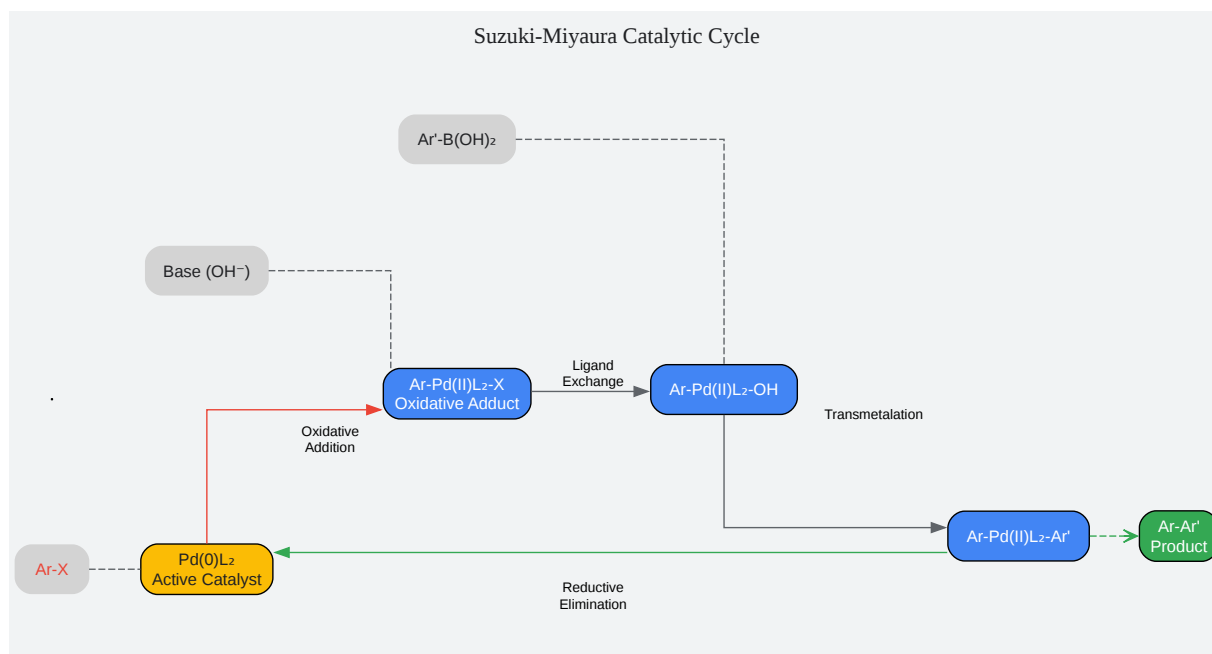 Suzuki-Miyaura Catalytic Cycle
Ar'-B(OH)₂
Base (OH⁻)
Ligand
Exchange
Ar-Pd(II)L₂-X
Oxidative Adduct
Ar-Pd(II)L₂-OH
Transmetalation
Oxidative
Addition
Ar-X
Pd(0)L₂
Active Catalyst
Ar-Pd(II)L₂-Ar'
Ar-Ar'
Product
Reductive
Elimination